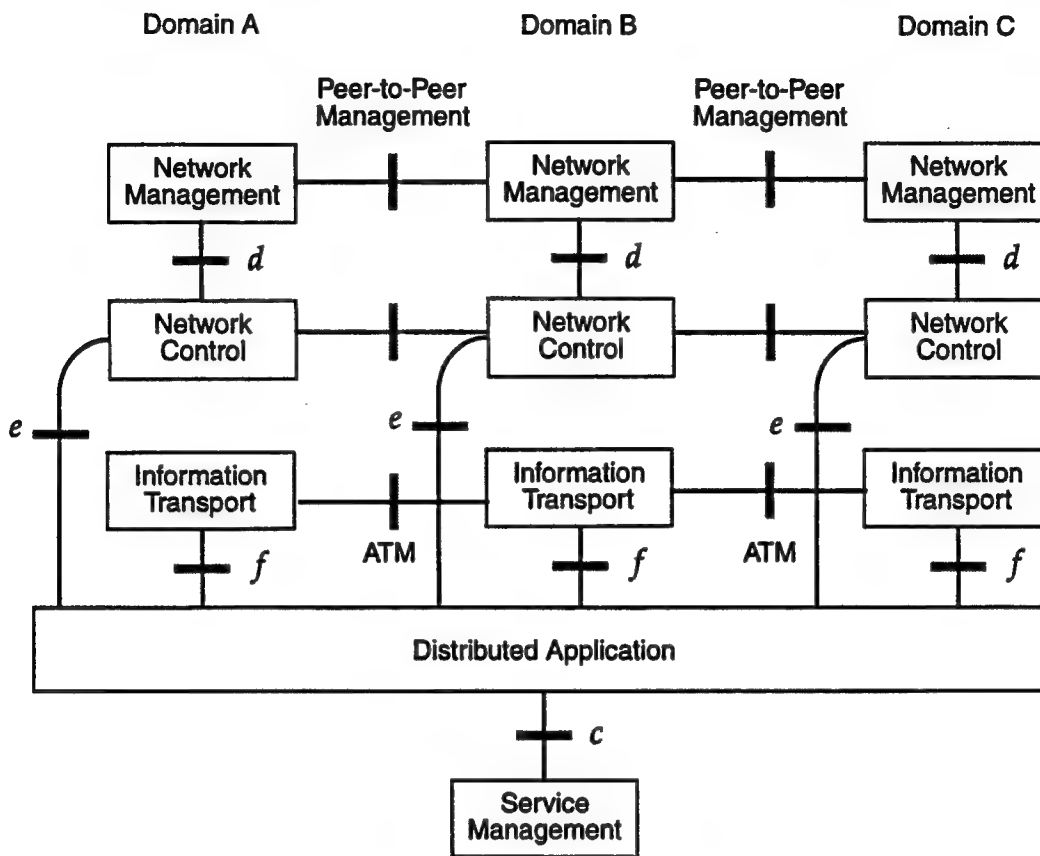 Domain A
Domain B
Domain C
Peer-to-Peer
Management
Peer-to-Peer
Management
Network
Management
Network
Management
Network
Management
d
d
d
Network
Control
Network
Control
Network
Control
e
e
e
Information
Transport
Information
Transport
Information
Transport
ATM
ATM
f
f
f
Distributed Application
c
Service
Management